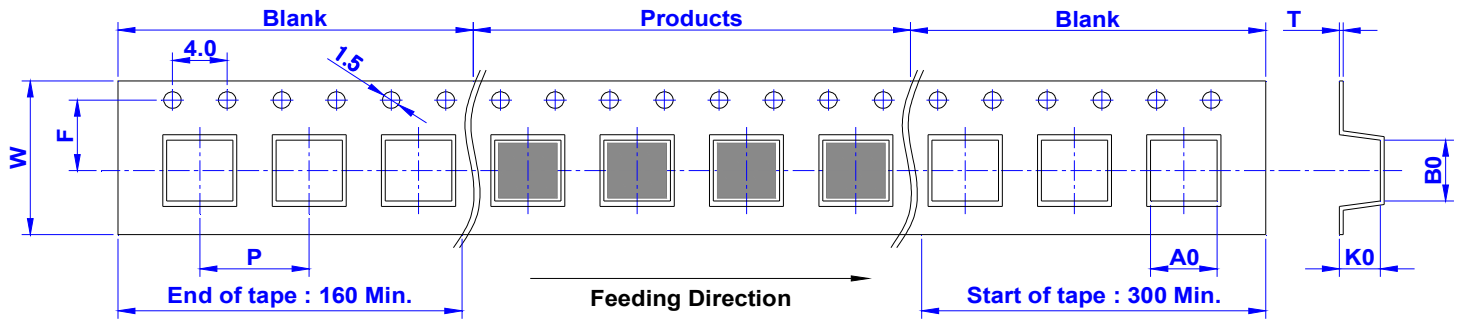 Blank
Products
Blank
T
4.0
1.5
F
W
B0
P
A0
K0
End of tape : 160 Min.
Feeding Direction
Start of tape : 300 Min.